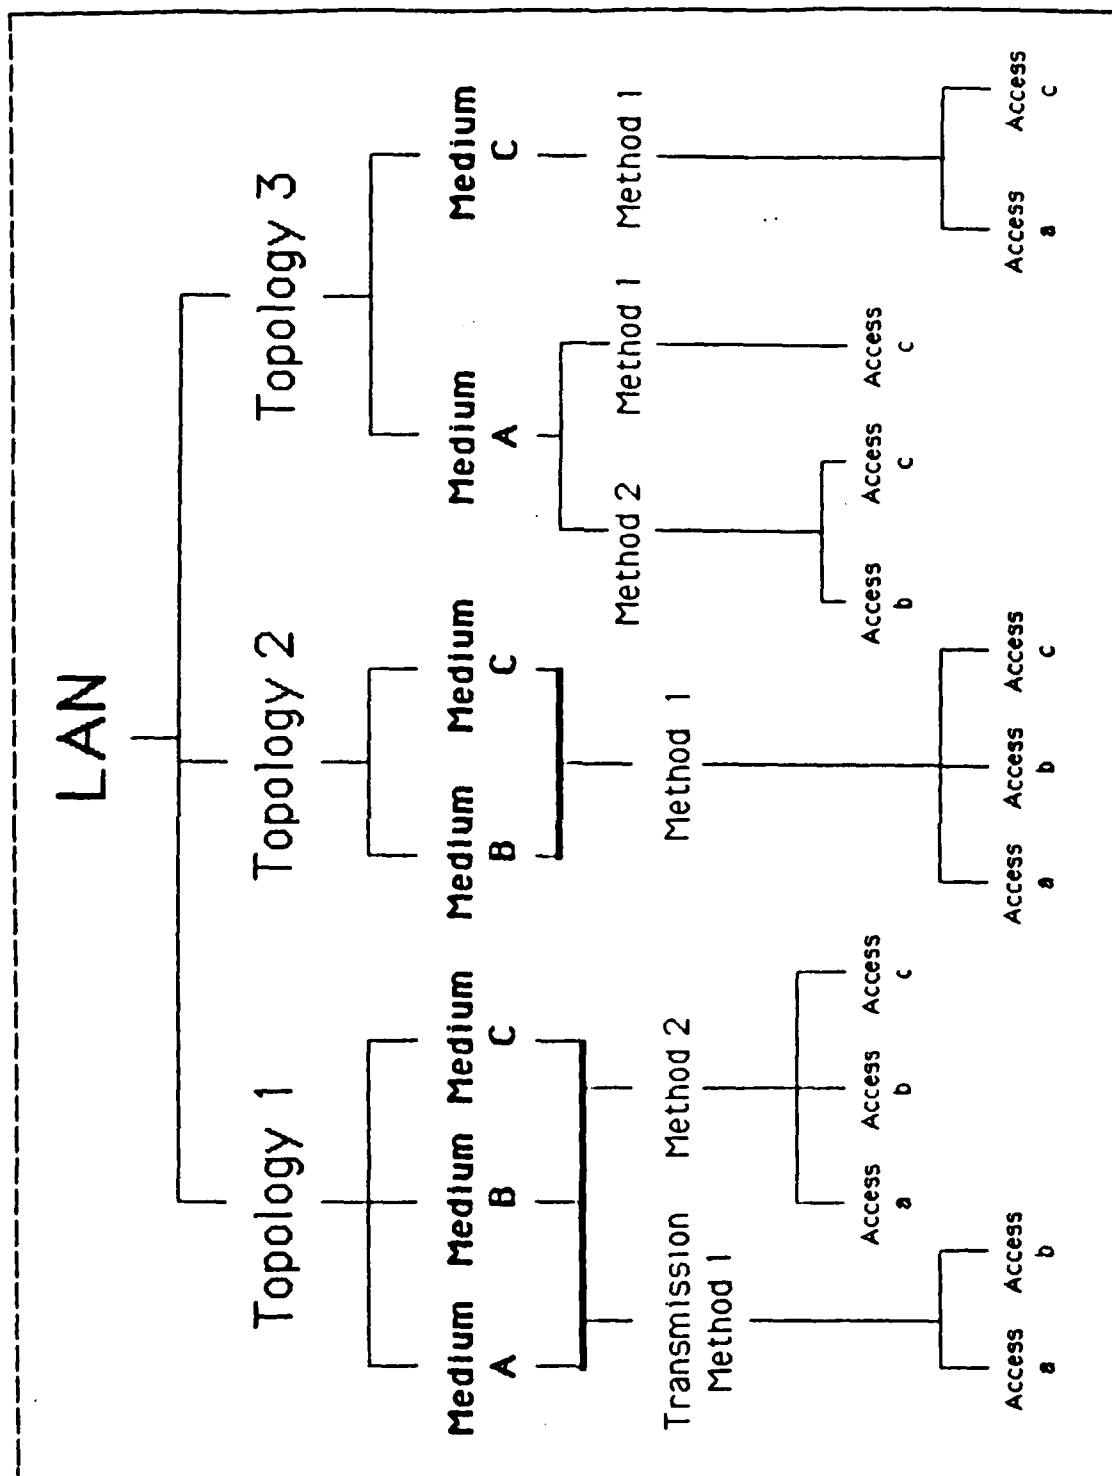 LAN
Topology 1
Topology 2
Topology 3
Medium
A
Medium
B
Medium
C
Medium
B
Medium
C
Medium
A
Medium
C
Transmission
Method 1
Method 2
Method 1
Method 2
Method 1
Method 1
Access
a
Access
b
Access
a
Access
b
Access
c
Access
a
Access
b
Access
c
Access
b
Access
c
Access
c
Access
a
Access
c